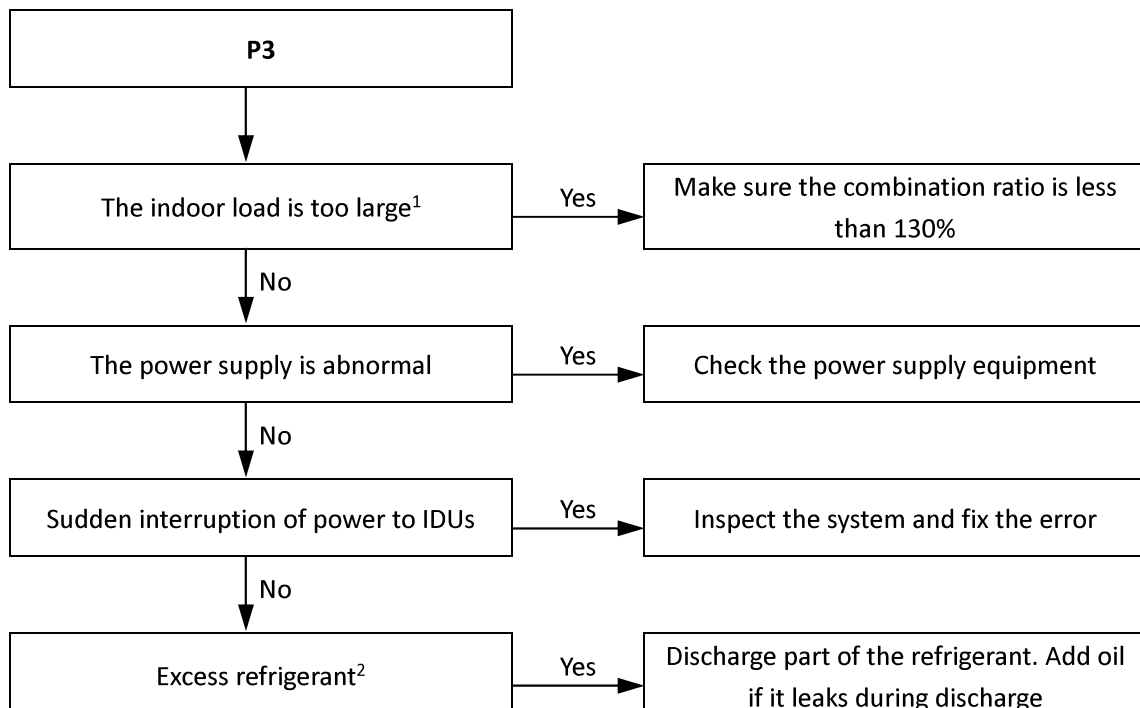 P3
The indoor load is too large¹
Yes
Make sure the combination ratio is less
than 130%
No
The power supply is abnormal
Yes
Check the power supply equipment
No
Sudden interruption of power to IDUs
Yes
Inspect the system and fix the error
No
Excess refrigerant²
Yes
Discharge part of the refrigerant. Add oil
if it leaks during discharge